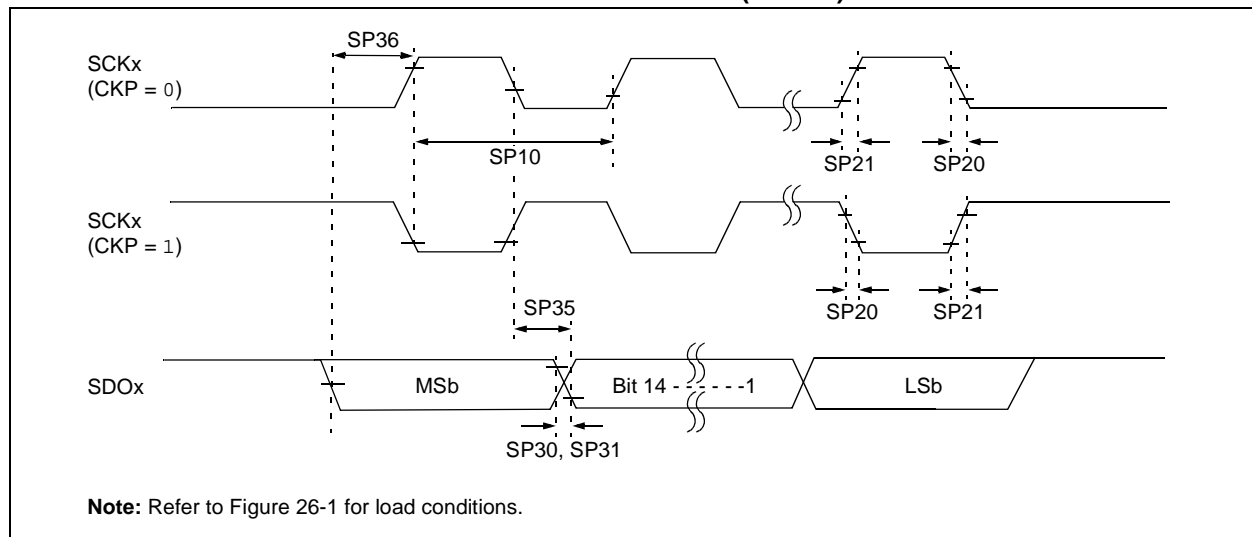 SP36
SCKx
(CKP = 0)
SP10
SP21
SP20
SCKx
(CKP = 1)
SP35
SP20
SP21
SDOx
MSb
Bit 14 - - - - - -1
LSb
SP30, SP31
Note: Refer to Figure 26-1 for load conditions.